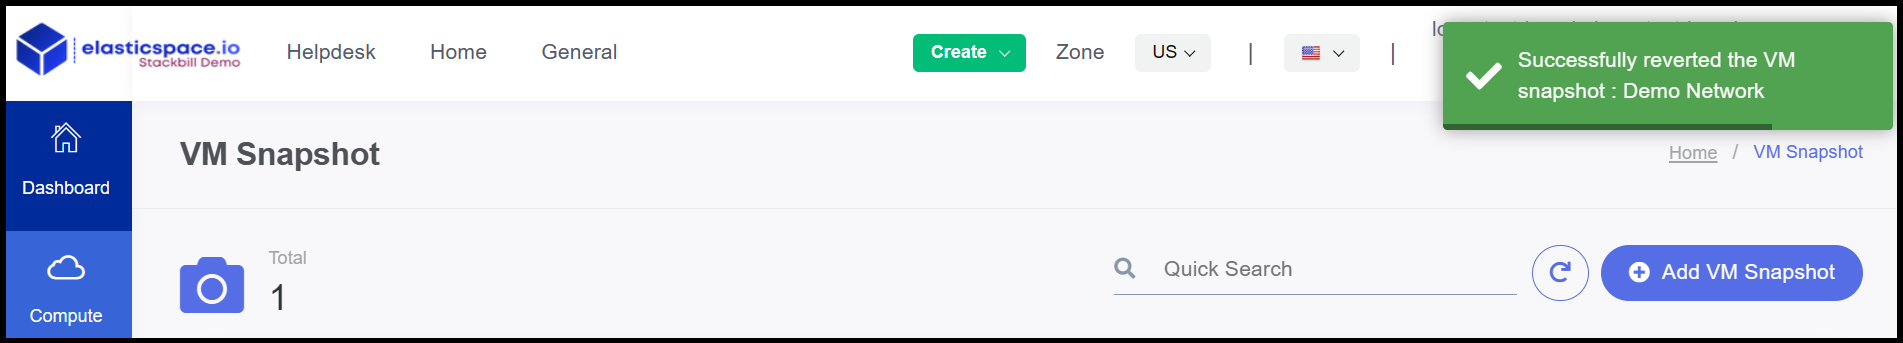 elasticspace.io
Stackbill Demo
Helpdesk
Home
General
Create
Zone
US
|
|
Successfully reverted the VM
snapshot : Demo Network
Dashboard
VM Snapshot
Home / VM Snapshot
Compute
Total
1
Quick Search
Add VM Snapshot